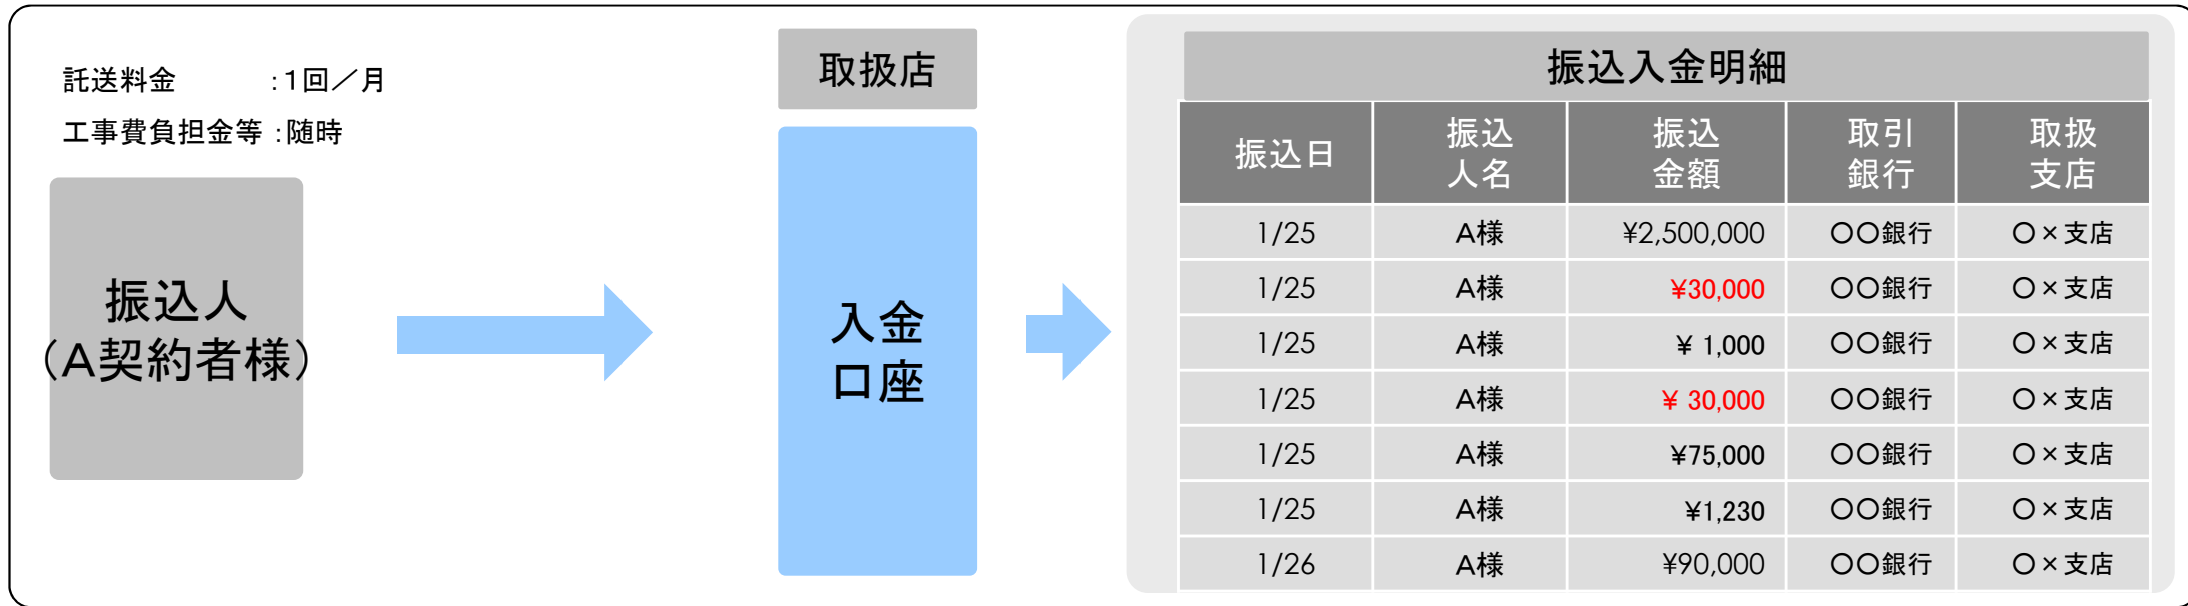 託送料金　　　：1回／月
工事費負担金等：随時
振込人
（A契約者様）
取扱店
入金
口座
振込入金明細
振込日 振込人名 振込金額 取引銀行 取扱支店
1/25 A様 ¥2,500,000 〇〇銀行 〇×支店
1/25 A様 ¥30,000 〇〇銀行 〇×支店
1/25 A様 ¥ 1,000 〇〇銀行 〇×支店
1/25 A様 ¥ 30,000 〇〇銀行 〇×支店
1/25 A様 ¥75,000 〇〇銀行 〇×支店
1/25 A様 ¥1,230 〇〇銀行 〇×支店
1/26 A様 ¥90,000 〇〇銀行 〇×支店